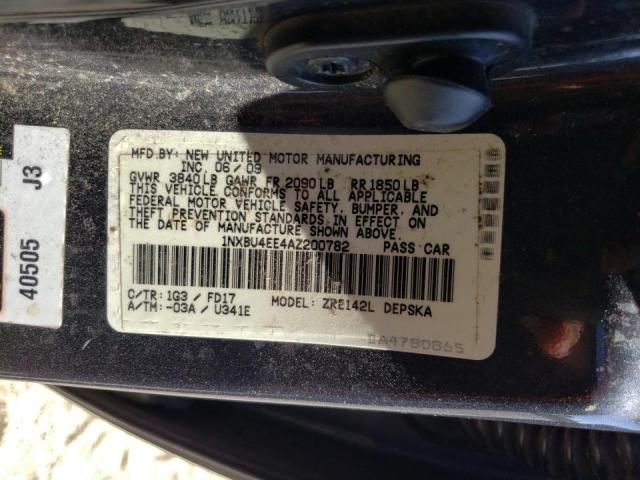 MFD.BY: NEW UNITED MOTOR MANUFACTURING
INC. 06/09
GVWR 3840LB GAWR FR 2090LB RR 1850LB
THIS VEHICLE CONFORMS TO ALL APPLICABLE
FEDERAL MOTOR VEHICLE SAFETY, BUMPER, AND
THEFT PREVENTION STANDARDS IN EFFECT ON
THE DATE OF MANUFACTURE SHOWN ABOVE.
1NXBU4EE4AZ200782 PASS CAR
C/TR: 1G3 / FD17 MODEL: ZRE142L DEPSKA
A/TM: -03A / U341E
0A4780865
40505 J3